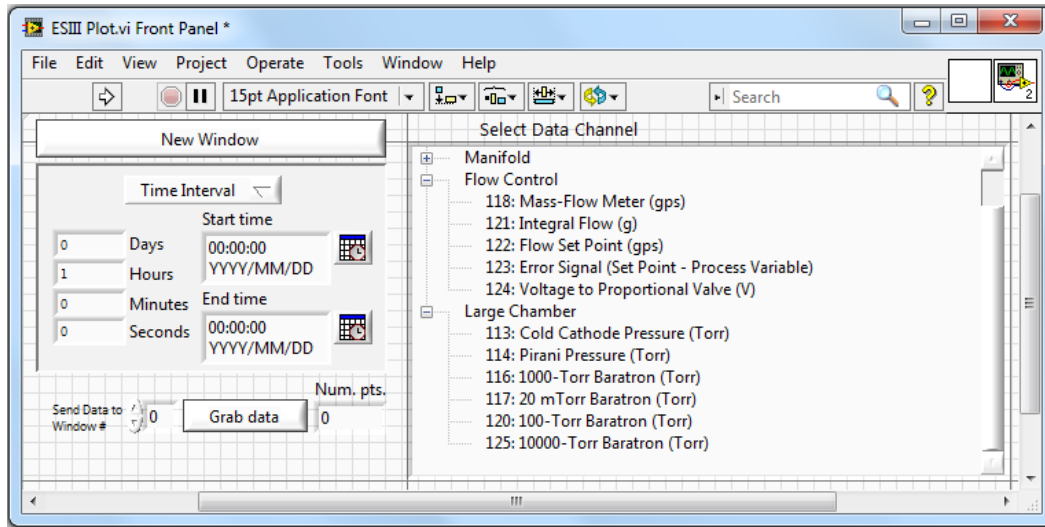 ESIII Plot.vi Front Panel *
File Edit View Project Operate Tools Window Help
15pt Application Font
Search
2
New Window
Time Interval
Start time
0 Days
00:00:00
YYYY/MM/DD
1 Hours
0 Minutes
End time
0 Seconds
00:00:00
YYYY/MM/DD
Num. pts.
Send Data to
Window #
0
Grab data
0
Select Data Channel
Manifold
Flow Control
118: Mass-Flow Meter (gps)
121: Integral Flow (g)
122: Flow Set Point (gps)
123: Error Signal (Set Point - Process Variable)
124: Voltage to Proportional Valve (V)
Large Chamber
113: Cold Cathode Pressure (Torr)
114: Pirani Pressure (Torr)
116: 1000-Torr Baratron (Torr)
117: 20 mTorr Baratron (Torr)
120: 100-Torr Baratron (Torr)
125: 10000-Torr Baratron (Torr)